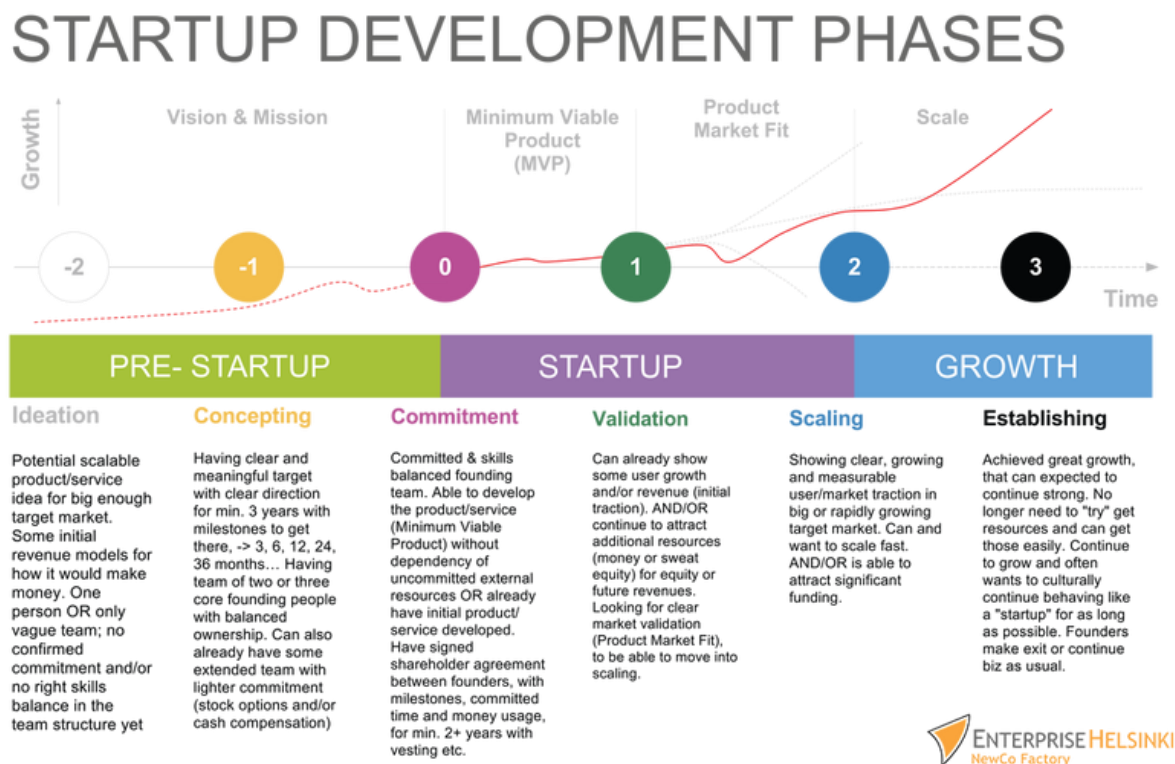 STARTUP DEVELOPMENT PHASES
Growth
Vision & Mission
Minimum Viable
Product
(MVP)
Product
Market Fit
Scale
-2
-1
0
1
2
3
Time
PRE- STARTUP
STARTUP
GROWTH
Ideation
Potential scalable
product/service
idea for big enough
target market.
Some initial
revenue models for
how it would make
money. One
person OR only
vague team; no
confirmed
commitment and/or
no right skills
balance in the
team structure yet
Concepting
Having clear and
meaningful target
with clear direction
for min. 3 years with
milestones to get
there, -> 3, 6, 12, 24,
36 months... Having
team of two or three
core founding people
with balanced
ownership. Can also
already have some
extended team with
lighter commitment
(stock options and/or
cash compensation)
Commitment
Committed & skills
balanced founding
team. Able to develop
the product/service
(Minimum Viable
Product) without
dependency of
uncommitted external
resources OR already
have initial product/
service developed.
Have signed
shareholder agreement
between founders, with
milestones, committed
time and money usage,
for min. 2+ years with
vesting etc.
Validation
Can already show
some user growth
and/or revenue (initial
traction). AND/OR
continue to attract
additional resources
(money or sweat
equity) for equity or
future revenues.
Looking for clear
market validation
(Product Market Fit),
to be able to move into
scaling.
Scaling
Showing clear, growing
and measurable
user/market traction in
big or rapidly growing
target market. Can and
want to scale fast.
AND/OR is able to
attract significant
funding.
Establishing
Achieved great growth,
that can expected to
continue strong. No
longer need to "try" get
resources and can get
those easily. Continue
to grow and often
wants to culturally
continue behaving like
a "startup" for as long
as possible. Founders
make exit or continue
biz as usual.
ENTERPRISE HELSINKI
NewCo Factory